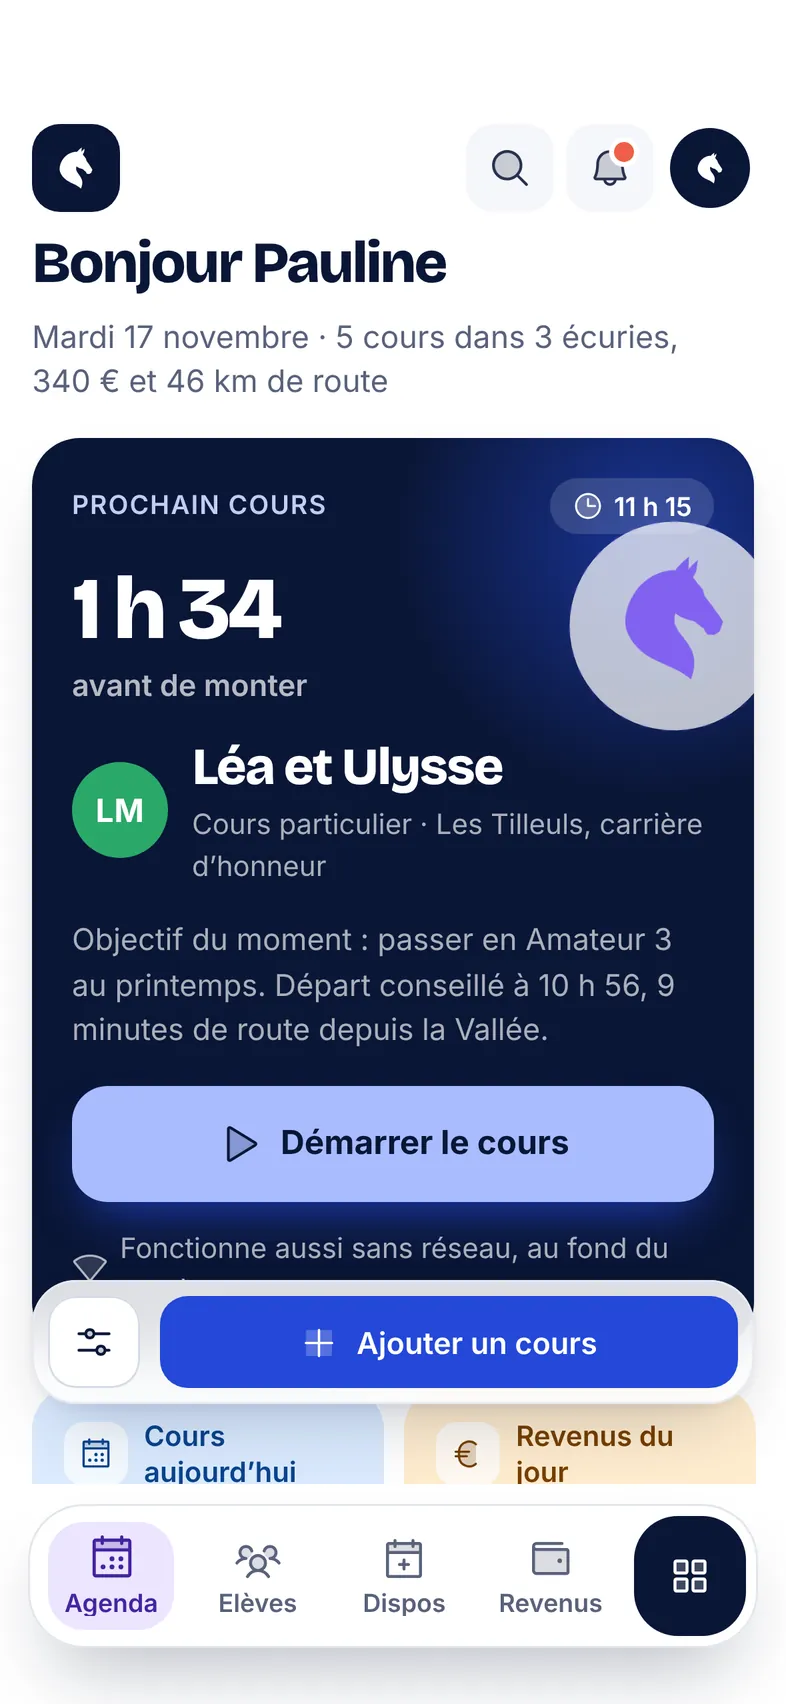 Bonjour Pauline
Mardi 17 novembre · 5 cours dans 3 écuries,
340 € et 46 km de route
PROCHAIN COURS
11 h 15
1 h 34
avant de monter
LM
Léa et Ulysse
Cours particulier · Les Tilleuls, carrière
d’honneur
Objectif du moment : passer en Amateur 3
au printemps. Départ conseillé à 10 h 56, 9
minutes de route depuis la Vallée.
Démarrer le cours
Fonctionne aussi sans réseau, au fond du
Ajouter un cours
Cours
aujourd’hui
€
Revenus du
jour
Agenda
Elèves
Dispos
Revenus